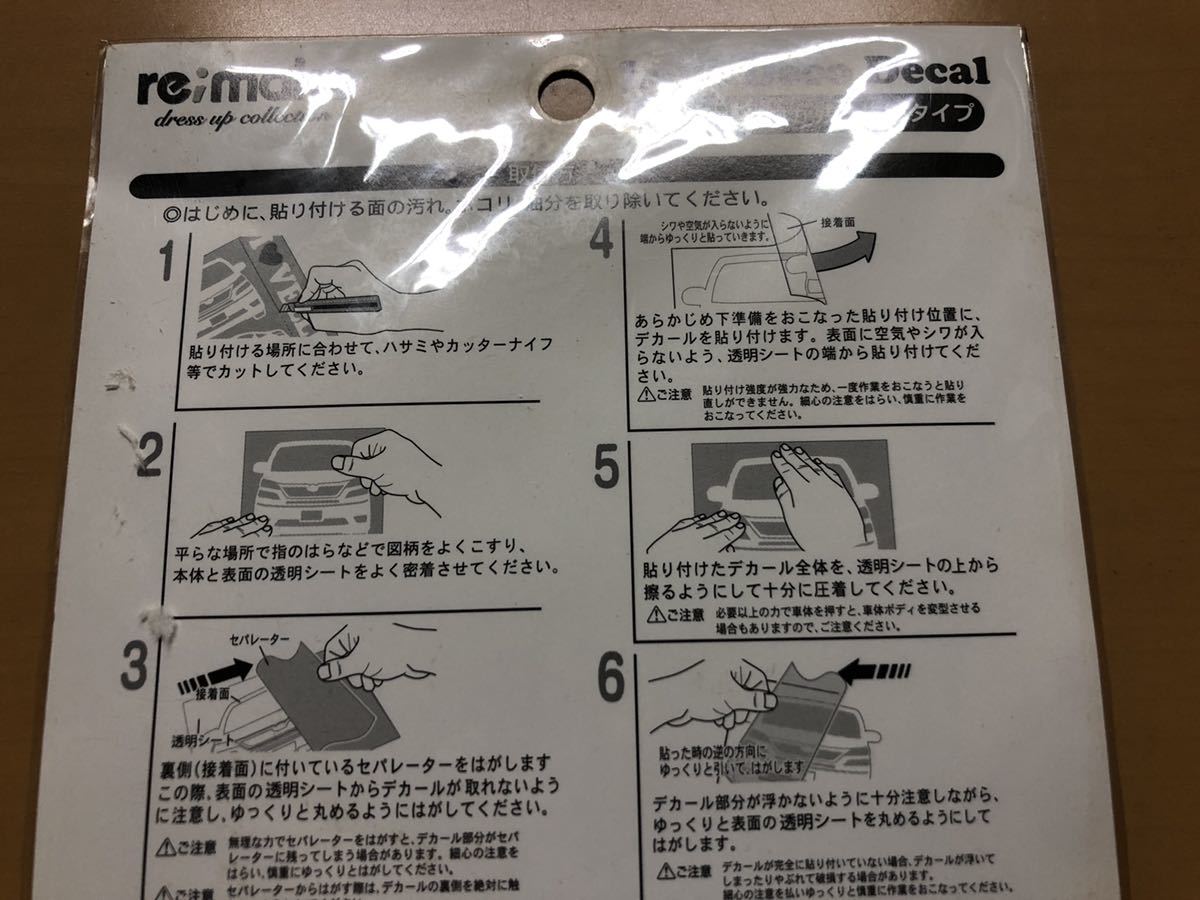 re;make
dress up collection
Decal
タイプ
◎はじめに、貼り付ける面の汚れ。ホコリ、油分を取り除いてください。
1
貼り付ける場所に合わせて、ハサミやカッターナイフ
等でカットしてください。
2
平らな場所で指のはらなどで図柄をよくこすり、
本体と表面の透明シートをよく密着させてください。
3
セパレーター
接着面
透明シート
裏側(接着面)に付いているセパレーターをはがします
この際、表面の透明シートからデカールが取れないよう
に注意し、ゆっくりと丸めるようにはがしてください。
⚠ご注意 無理な力でセパレーターをはがすと、デカール部分がセパ
レーターに残ってしまう場合があります。細心の注意を
はらい、慎重にゆっくりとはがしてください。
⚠ご注意 セパレーターからはがす際は、デカールの裏側を絶対に触
4
シワや空気が入らないように
端からゆっくりと貼っていきます。
接着面
あらかじめ下準備をおこなった貼り付け位置に、
デカールを貼り付けます。表面に空気やシワが入
らないよう、透明シートの端から貼り付けてくだ
さい。
⚠ご注意 貼り付け強度が強力なため、一度作業をおこなうと貼り
直しができません。細心の注意をはらい、慎重に作業を
おこなってください。
5
貼り付けたデカール全体を、透明シートの上から
擦るようにして十分に圧着してください。
⚠ご注意 必要以上の力で車体を押すと、車体ボディを変型させる
場合もありますので、ご注意ください。
6
貼った時の逆の方向に
ゆっくりと引いて、はがします
デカール部分が浮かないように十分注意しながら、
ゆっくりと表面の透明シートを丸めるようにして
はがします。
⚠ご注意 デカールが完全に貼り付いていない場合、デカールが浮いて
しまったりやぶれて破損する場合があります。
細心の注意を払いゆっくりと慎重に作業をおこなってください。